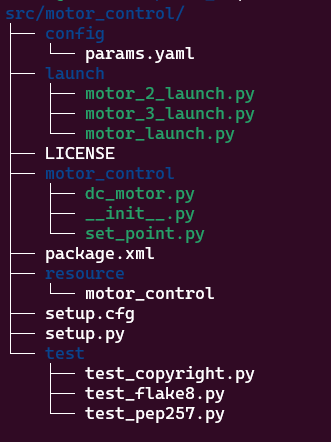 src/motor_control/
├── config
│   └── params.yaml
├── launch
│   ├── motor_2_launch.py
│   ├── motor_3_launch.py
│   └── motor_launch.py
├── LICENSE
├── motor_control
│   ├── dc_motor.py
│   ├── __init__.py
│   └── set_point.py
├── package.xml
├── resource
│   └── motor_control
├── setup.cfg
├── setup.py
└── test
    ├── test_copyright.py
    ├── test_flake8.py
    └── test_pep257.py